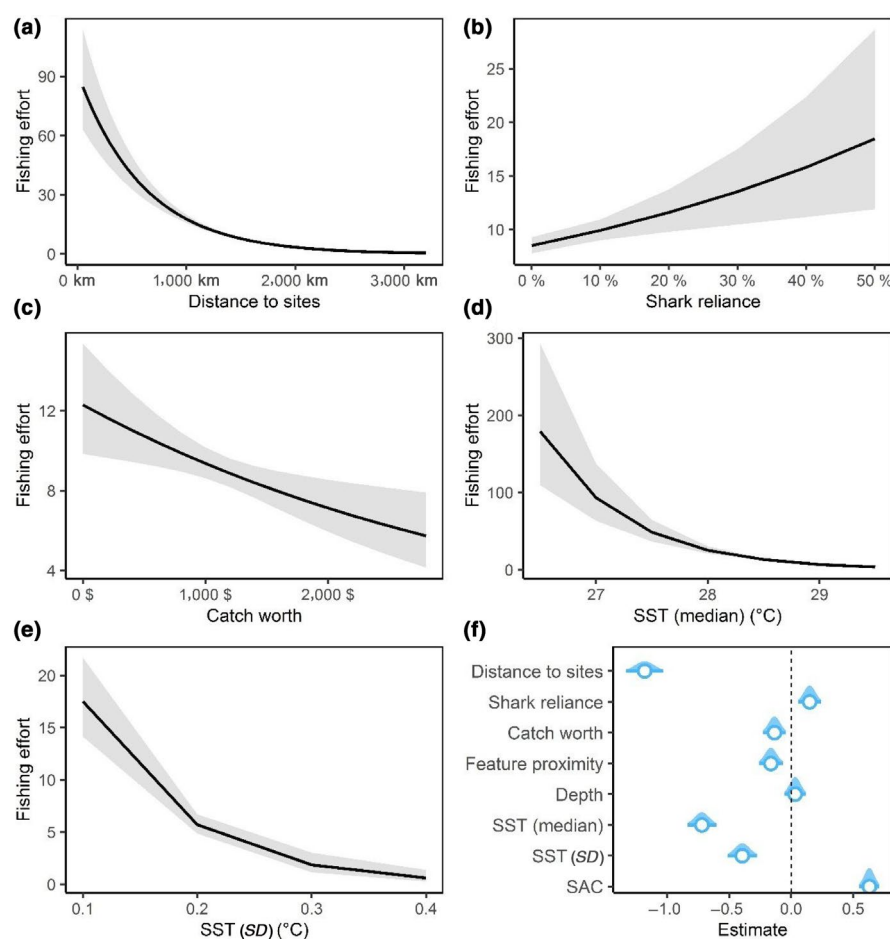 (a)
Fishing effort
90
60
30
0
0 km 1,000 km 2,000 km 3,000 km
Distance to sites
(b)
Fishing effort
25
20
15
10
0 % 10 % 20 % 30 % 40 % 50 %
Shark reliance
(c)
Fishing effort
12
8
4
0 $ 1,000 $ 2,000 $
Catch worth
(d)
Fishing effort
300
200
100
0
27 28 29
SST (median) (°C)
(e)
Fishing effort
20
15
10
5
0
0.1 0.2 0.3 0.4
SST (SD) (°C)
(f)
Distance to sites
Shark reliance
Catch worth
Feature proximity
Depth
SST (median)
SST (SD)
SAC
−1.0 −0.5 0.0 0.5
Estimate